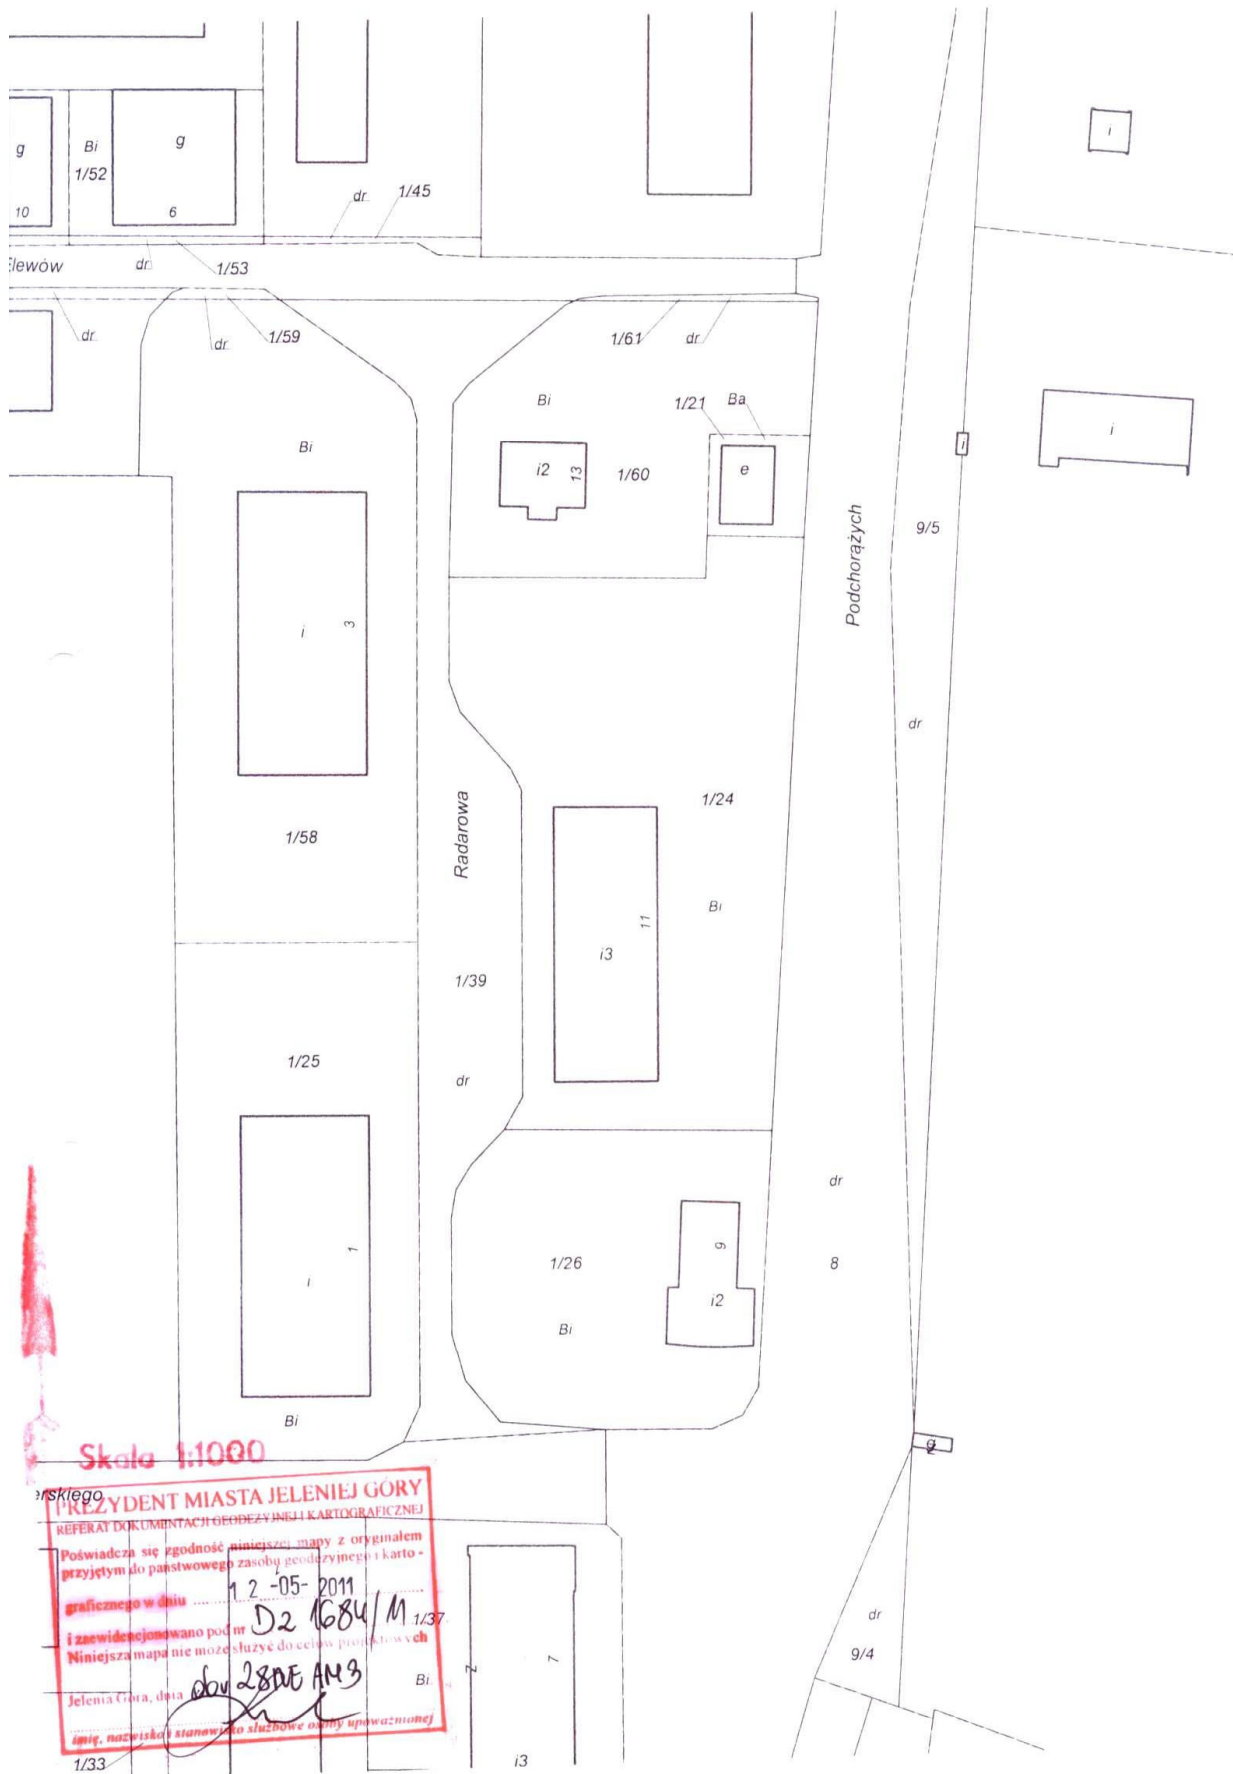 i
g
Bi
g
1/52
10
6
dr.
1/45
dr.
1/53
dr.
dr.
1/59
1/61
dr.
Bi
1/21
Ba
Bi
i2
13
1/60
e
i
i
9/5
Podchorążych
i
3
dr
1/24
Radarowa
1/58
Bi
11
i3
1/39
1/25
dr
dr
1
9
1/26
8
i
i2
Bi
Bi
Skala 1:1000
PREZYDENT MIASTA JELENIEJ GÓRY
REFERAT DOKUMENTACJI GEODEZYJNEJ I KARTOGRAFICZNEJ
Poświadcza się zgodność niniejszej mapy z oryginałem
przyjętym do państwowego zasobu geodezyjnego i karto -
graficznego w dniu 12 -05- 2011
i zaewidencjonowano pod nr
1/37
Niniejsza mapa nie może służyć do celów projektowych
Jelenia Góra, dnia
Bi
7
imię, nazwisko i stanowisko służbowe osoby upoważnionej
dr
9/4
1/33
i3